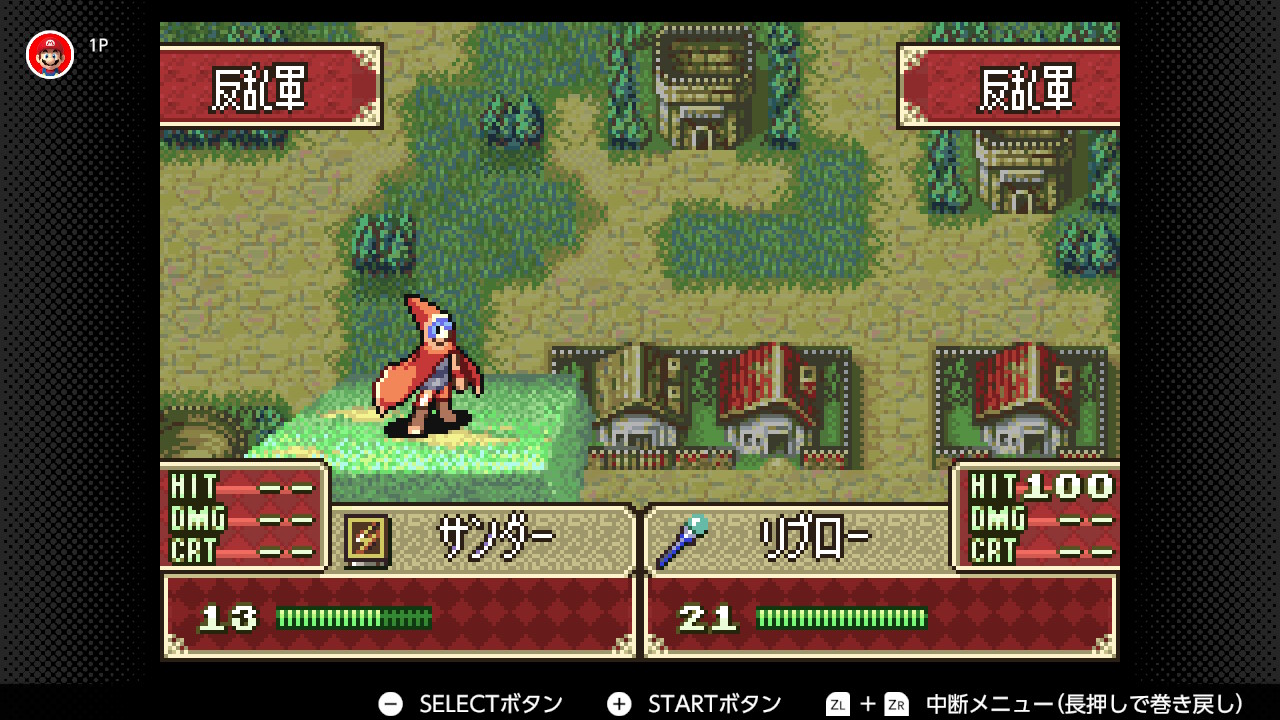 1P
反乱軍
反乱軍
HIT --
DMG --
CRT --
サンダー
リブロー
HIT 100
DMG --
CRT --
13
21
SELECTボタン
STARTボタン
ZL + ZR 中断メニュー(長押しで巻き戻し)